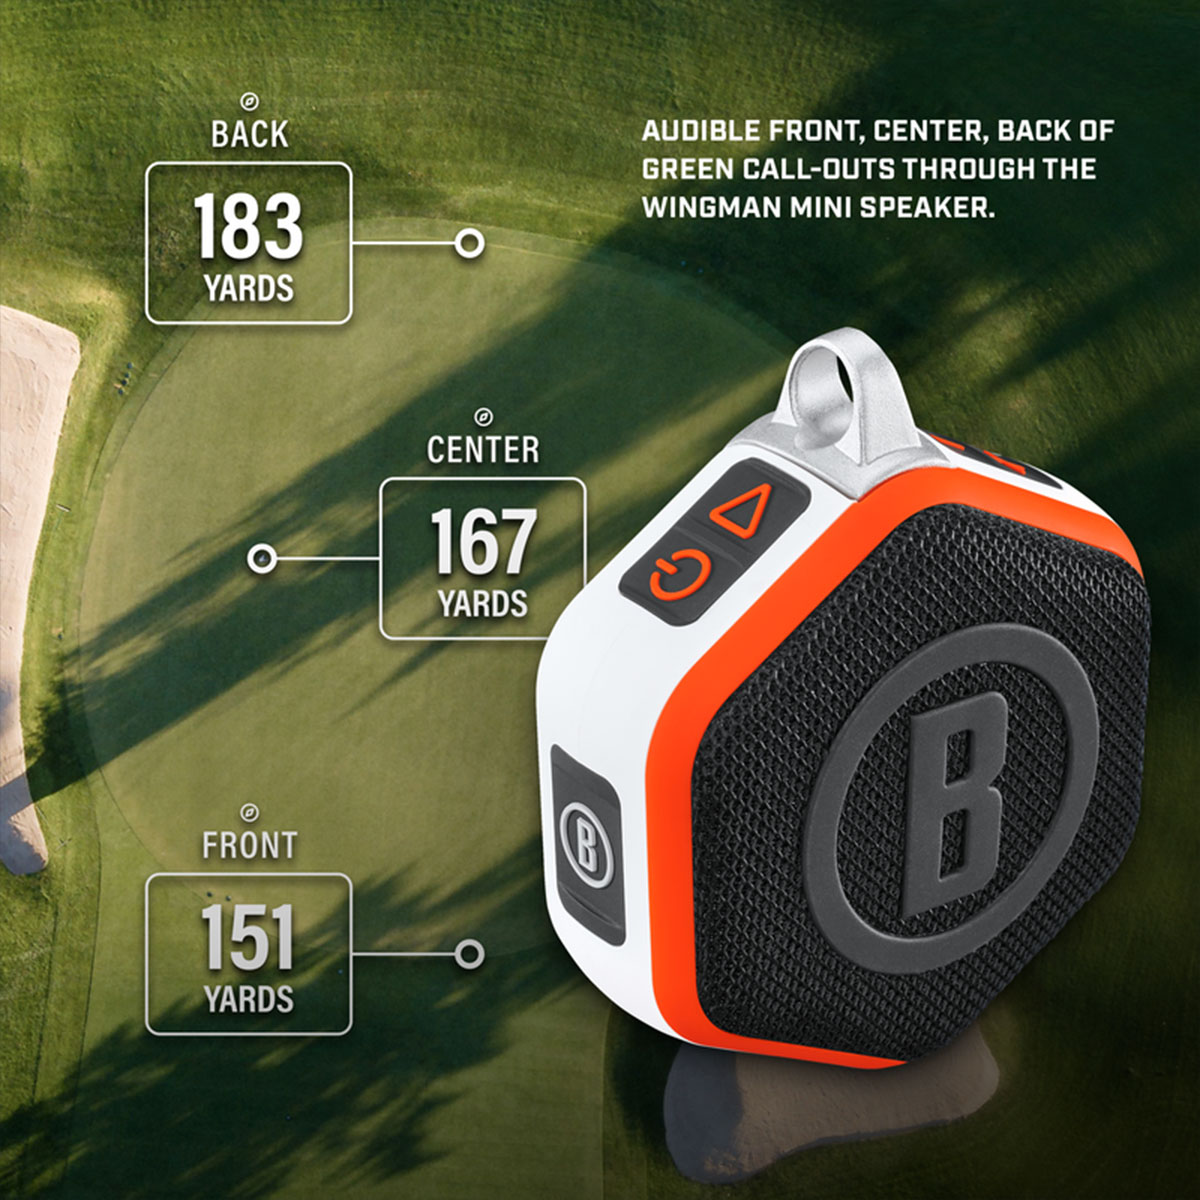 BACK
183
YARDS
AUDIBLE FRONT, CENTER, BACK OF
GREEN CALL-OUTS THROUGH THE
WINGMAN MINI SPEAKER.
CENTER
167
YARDS
B
B
FRONT
151
YARDS